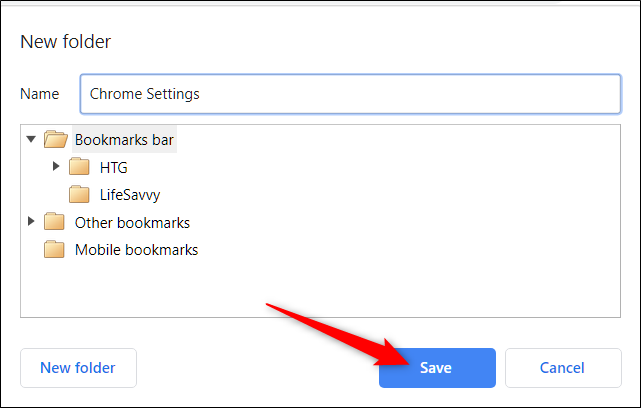 New folder
Name Chrome Settings
Bookmarks bar
HTG
LifeSavvy
Other bookmarks
Mobile bookmarks
New folder Save Cancel